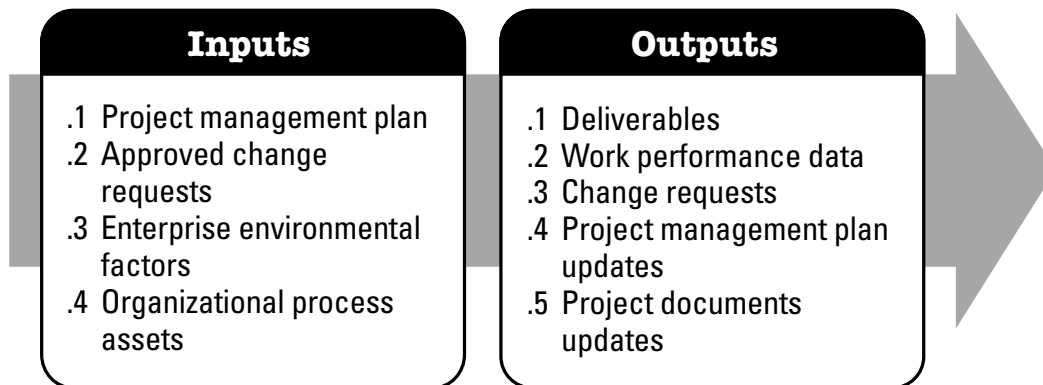 Inputs
.1 Project management plan
.2 Approved change
requests
.3 Enterprise environmental
factors
.4 Organizational process
assets
Outputs
.1 Deliverables
.2 Work performance data
.3 Change requests
.4 Project management plan
updates
.5 Project documents
updates